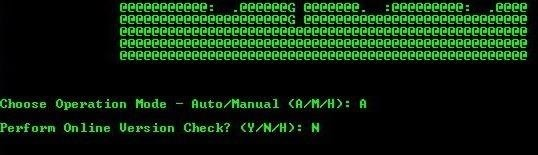 @@@@@@@@@@@:  .@@@@@@G @@@@@@@.  :@@@@@@@@@:  .@@@@
@@@@@@@@@@@@@@@@@@@@@G @@@@@@@@@@@@@@@@@@@@@@@@@@@@
@@@@@@@@@@@@@@@@@@@@@@@@@@@@@@@@@@@@@@@@@@@@@@@@@@@
@@@@@@@@@@@@@@@@@@@@@@@@@@@@@@@@@@@@@@@@@@@@@@@@@@@
@@@@@@@@@@@@@@@@@@@@@@@@@@@@@@@@@@@@@@@@@@@@@@@@@@@
Choose Operation Mode - Auto/Manual (A/M/H): A
Perform Online Version Check? (Y/N/H): N